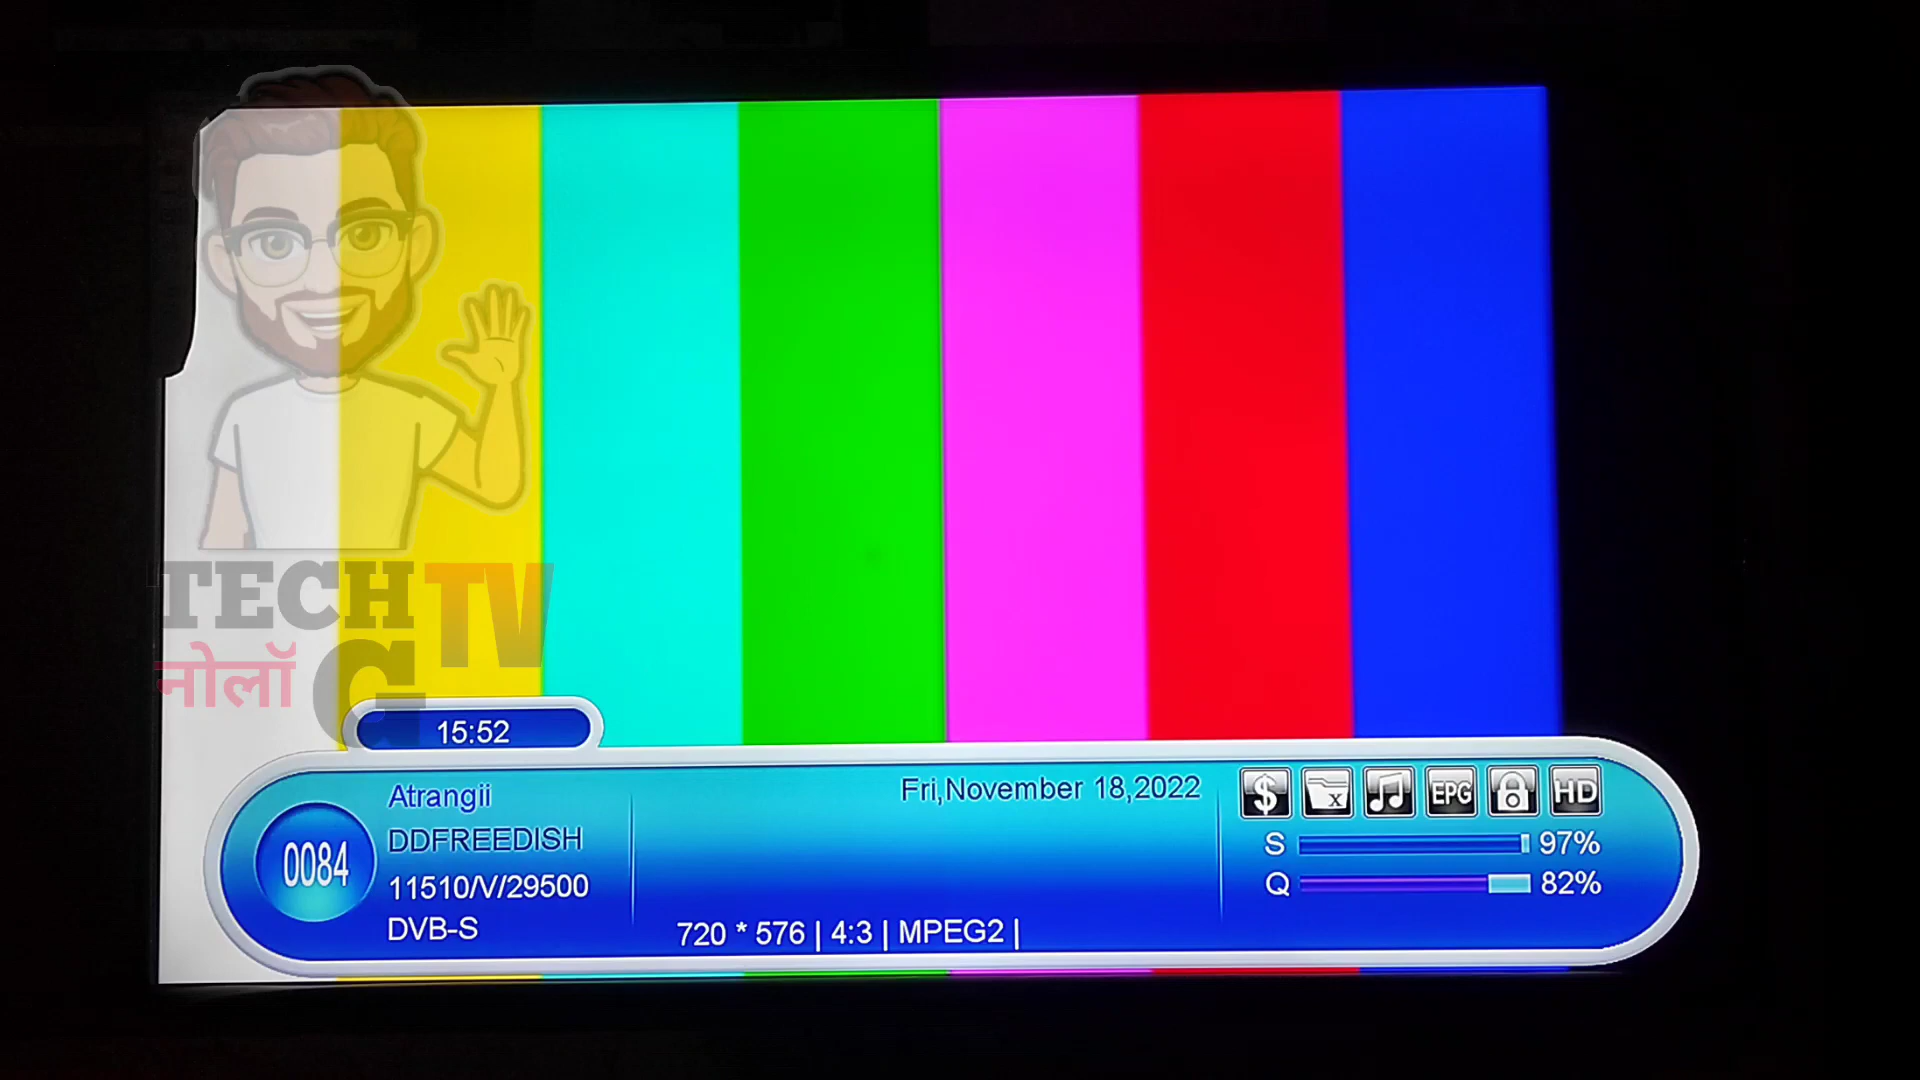 TECH TV
नोलॉ G
15:52
Atrangii
Fri,November 18,2022
$ x EPG HD
DDFREEDISH
S 97%
0084
11510/V/29500
Q 82%
DVB-S
720 * 576 | 4:3 | MPEG2 |